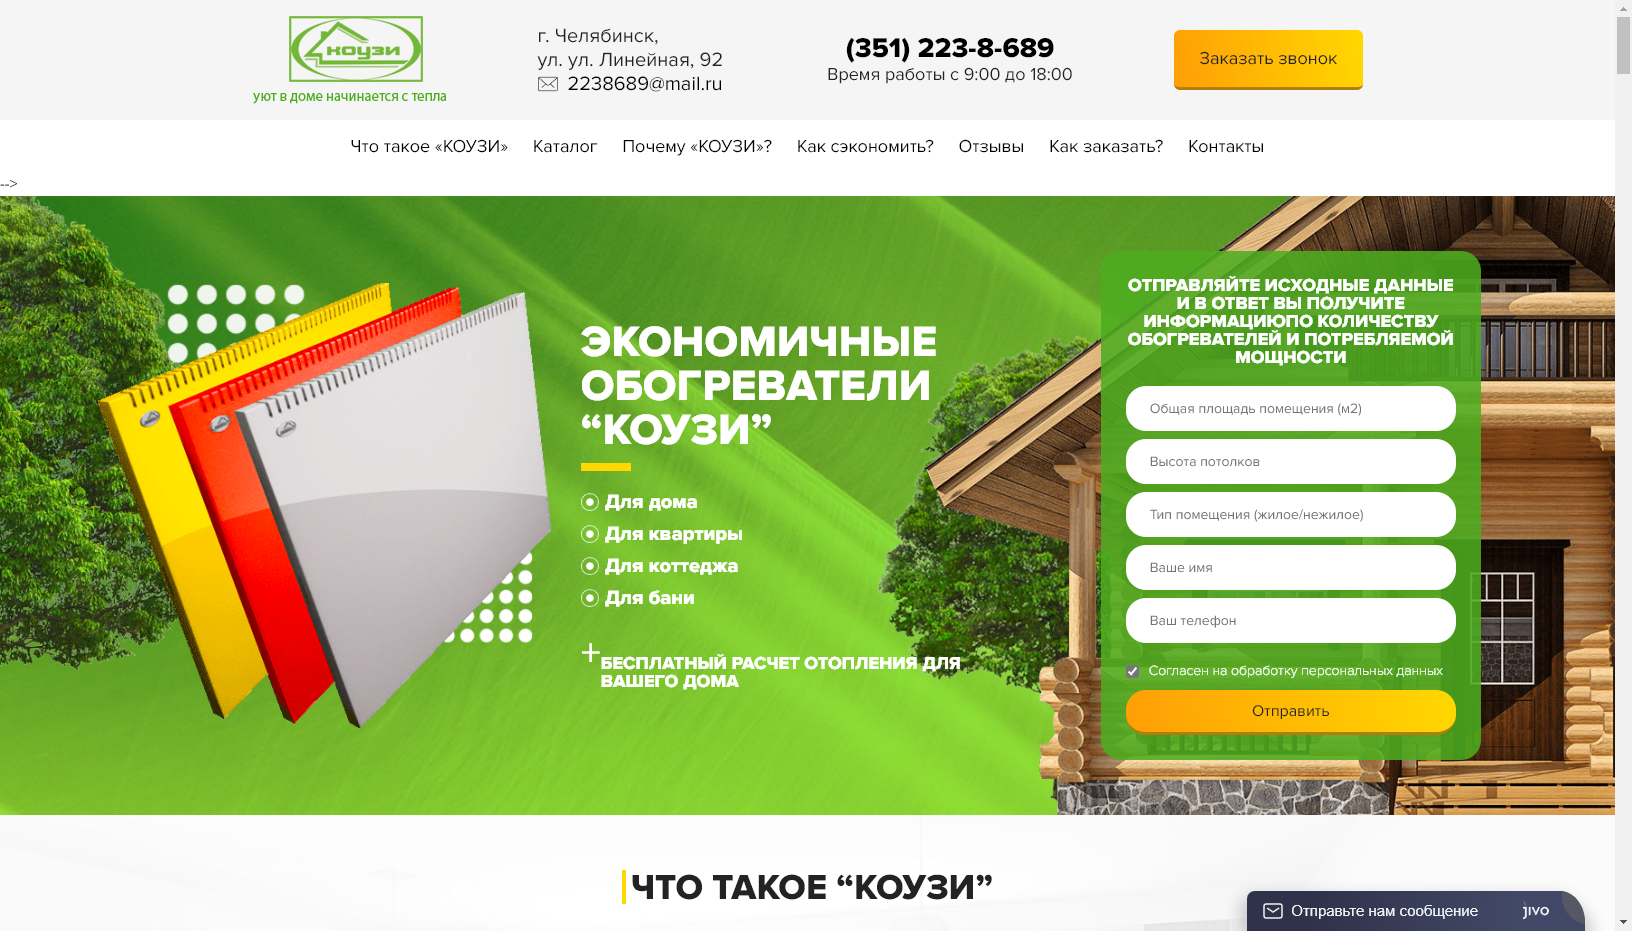 коузи
уют в доме начинается с тепла
г. Челябинск,
ул. ул. Линейная, 92
2238689@mail.ru
(351) 223-8-689
Время работы с 9:00 до 18:00
Заказать звонок
Что такое «КОУЗИ» Каталог Почему «КОУЗИ»? Как сэкономить? Отзывы Как заказать? Контакты
-->
ЭКОНОМИЧНЫЕ
ОБОГРЕВАТЕЛИ
“КОУЗИ”
Для дома
Для квартиры
Для коттеджа
Для бани
БЕСПЛАТНЫЙ РАСЧЕТ ОТОПЛЕНИЯ ДЛЯ
ВАШЕГО ДОМА
ОТПРАВЛЯЙТЕ ИСХОДНЫЕ ДАННЫЕ
И В ОТВЕТ ВЫ ПОЛУЧИТЕ
ИНФОРМАЦИЮПО КОЛИЧЕСТВУ
ОБОГРЕВАТЕЛЕЙ И ПОТРЕБЛЯЕМОЙ
МОЩНОСТИ
Общая площадь помещения (м2)
Высота потолков
Тип помещения (жилое/нежилое)
Ваше имя
Ваш телефон
Согласен на обработку персональных данных
Отправить
ЧТО ТАКОЕ “КОУЗИ”
Отправьте нам сообщение
jivo